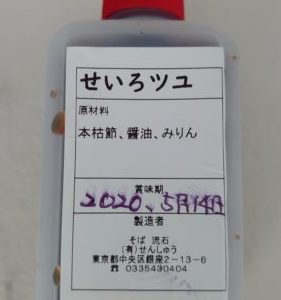 せいろツユ
原材料
本枯節、醤油、みりん
賞味期
2020、5月14日
製造者
そば 流石
(有)せんしゅう
東京都中央区銀座2-13-6
☎ 0335430404